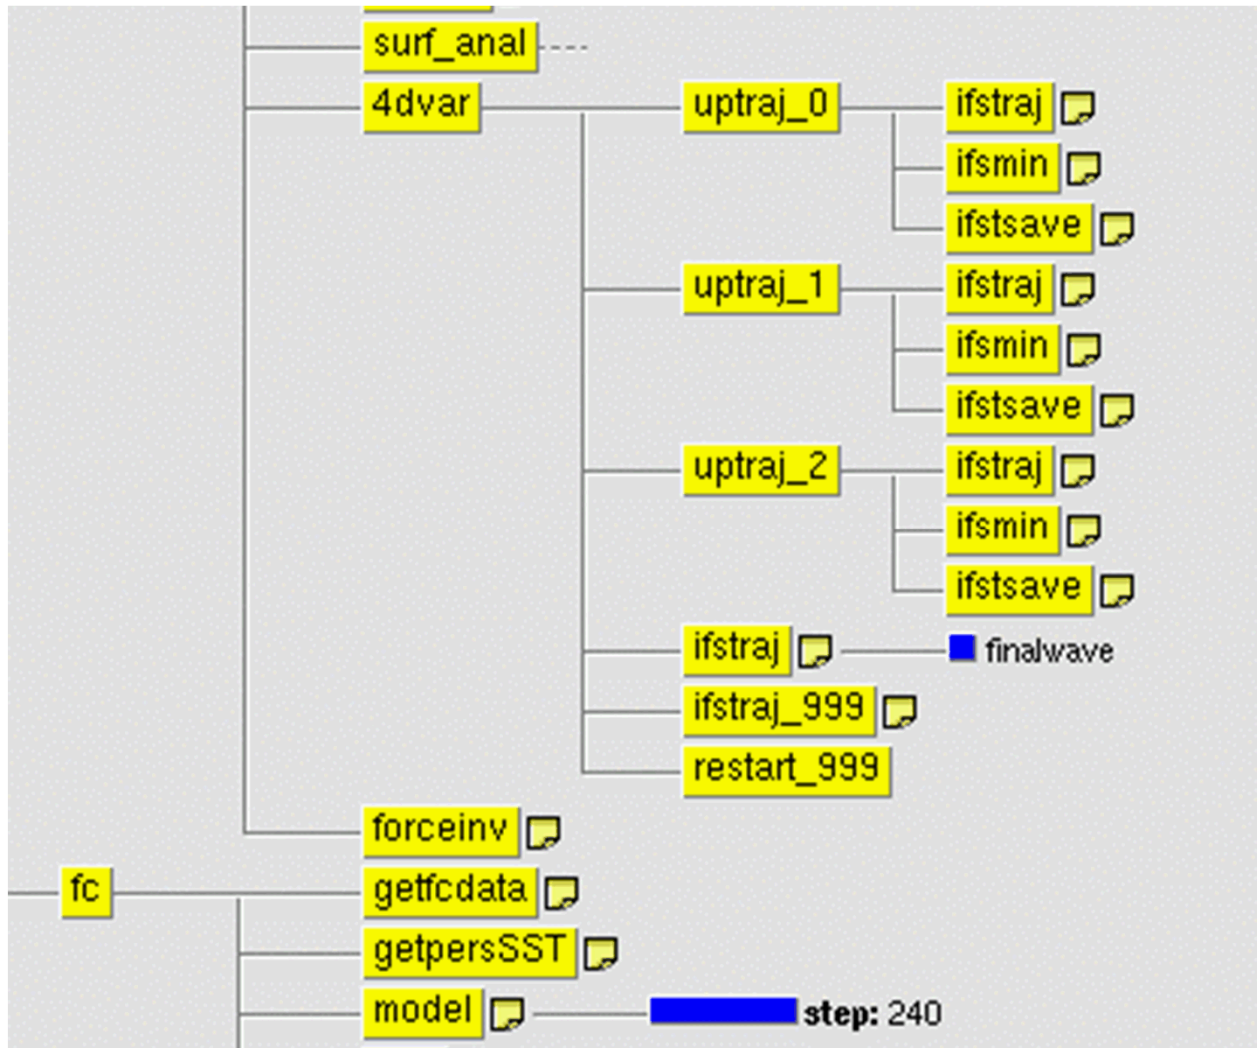 surf_anal
4dvar uptraj_0 ifstraj
ifsmin
ifstsave
uptraj_1 ifstraj
ifsmin
ifstsave
uptraj_2 ifstraj
ifsmin
ifstsave
ifstraj finalwave
ifstraj_999
restart_999
forceinv
fc getfcdata
getpersSST
model step: 240